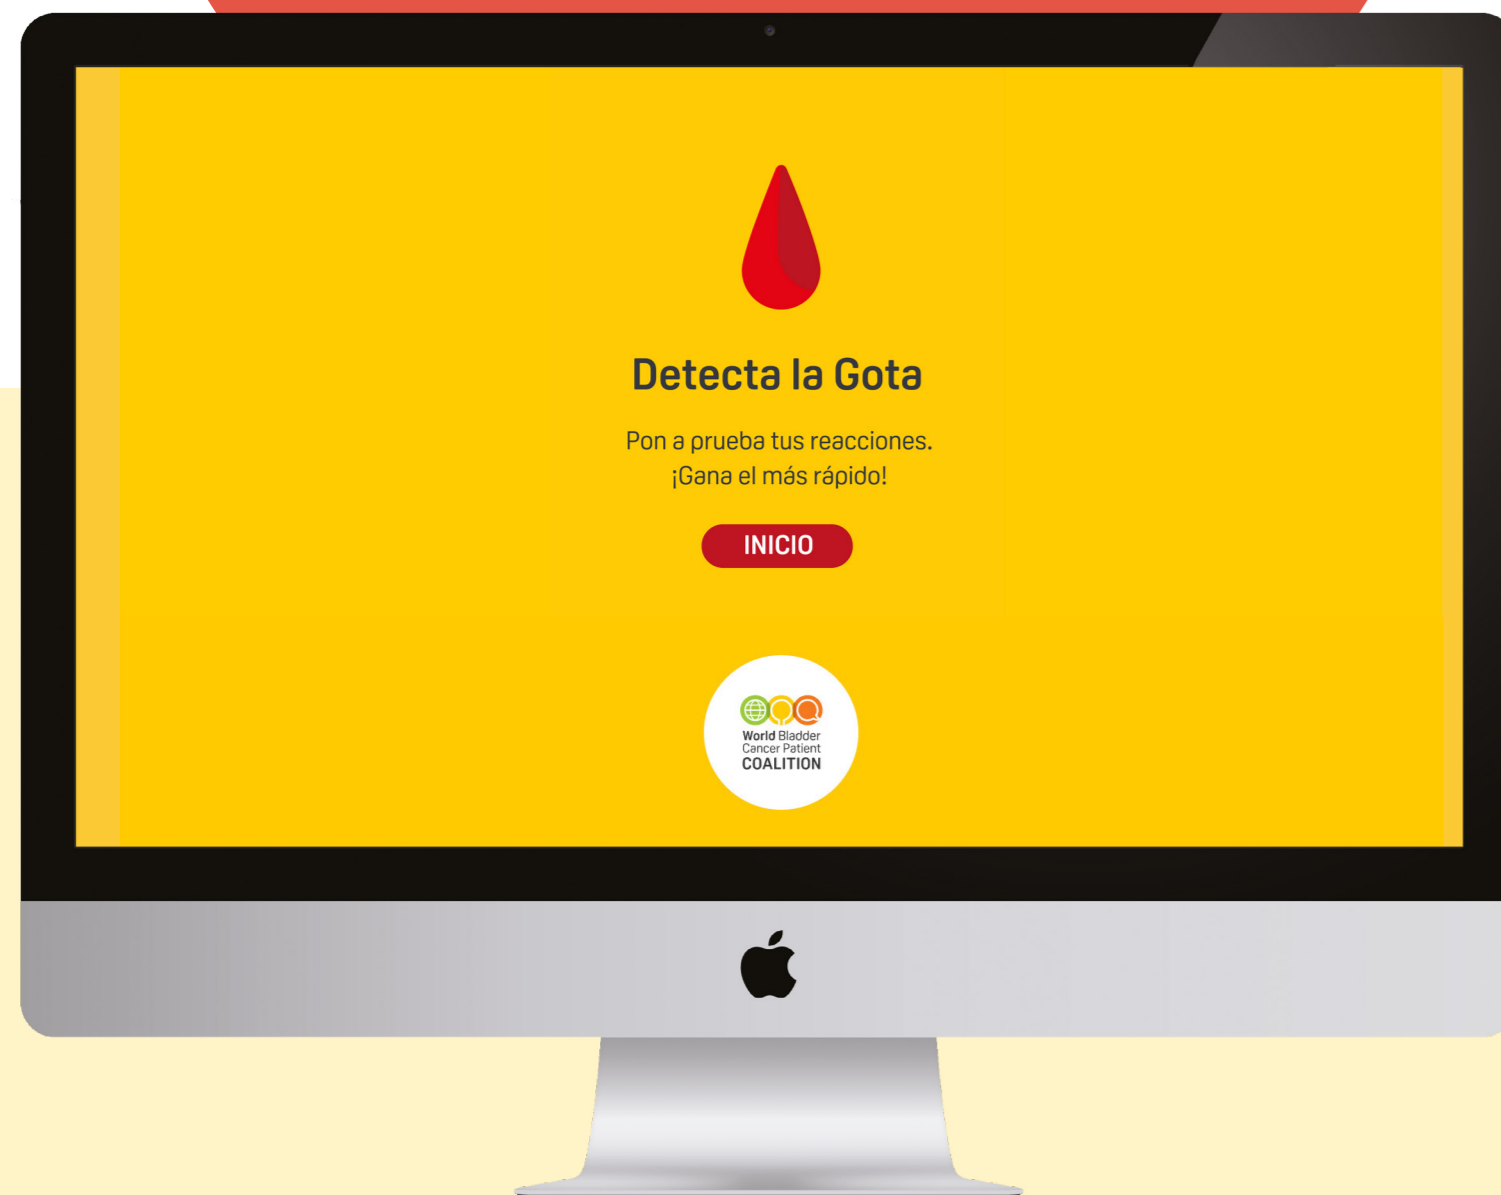 Detecta la Gota
Pon a prueba tus reacciones.
¡Gana el más rápido!
INICIO
World Bladder
Cancer Patient
COALITION